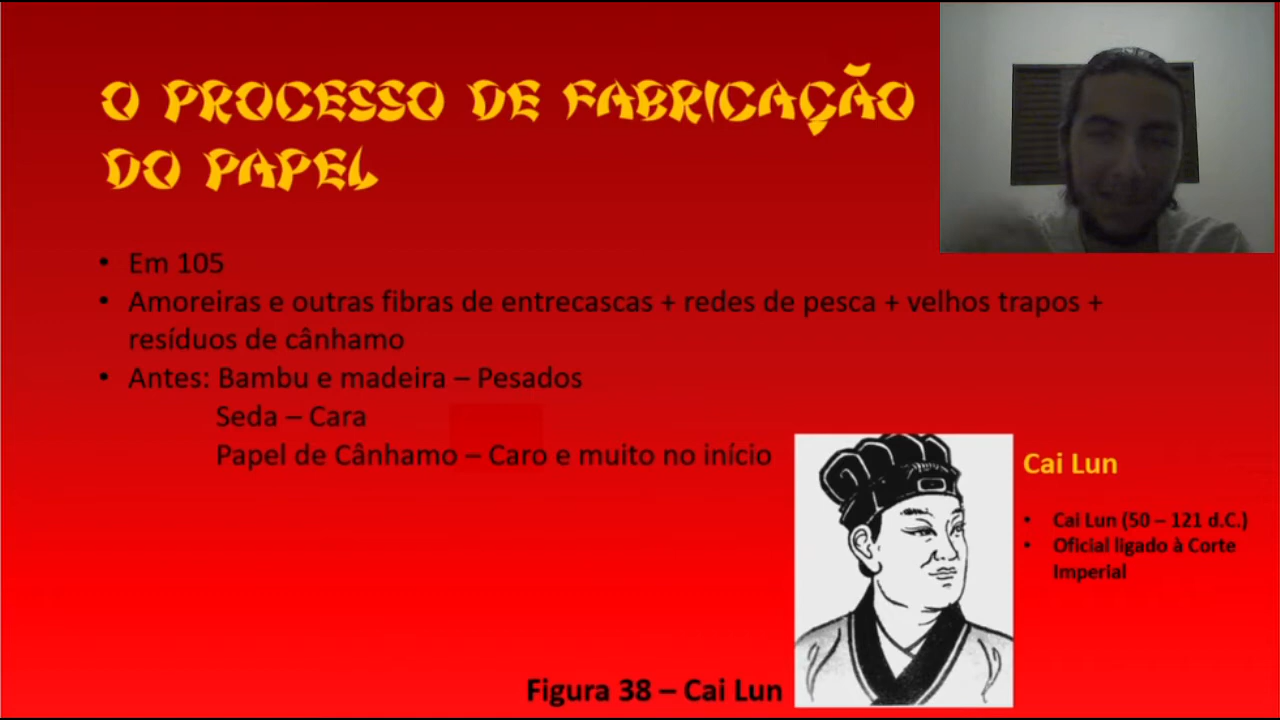 O PROCESSO DE FABRICAÇÃO
DO PAPEL
• Em 105
• Amoreiras e outras fibras de entrecascas + redes de pesca + velhos trapos +
resíduos de cânhamo
• Antes: Bambu e madeira – Pesados
Seda – Cara
Papel de Cânhamo – Caro e muito no início
Cai Lun
• Cai Lun (50 – 121 d.C.)
• Oficial ligado à Corte
Imperial
Figura 38 – Cai Lun